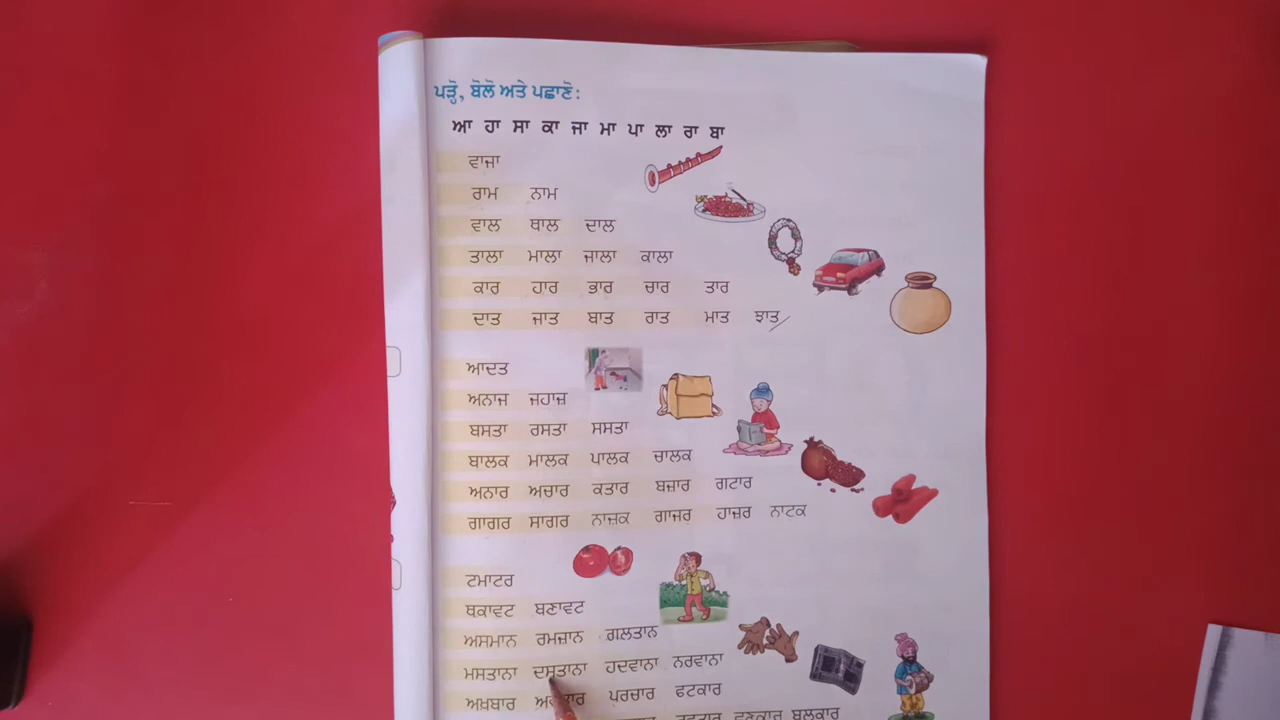 ਪੜ੍ਹੋ, ਬੋਲੋ ਅਤੇ ਪਛਾਣੋ:
ਆ ਹਾ ਸਾ ਕਾ ਜਾ ਮਾ ਪਾ ਲਾ ਰਾ ਬਾ
ਵਾਜਾ
ਰਾਮ ਨਾਮ
ਵਾਲ ਥਾਲ ਦਾਲ
ਤਾਲਾ ਮਾਲਾ ਜਾਲਾ ਕਾਲਾ
ਕਾਰ ਹਾਰ ਭਾਰ ਚਾਰ ਤਾਰ
ਦਾਤ ਜਾਤ ਬਾਤ ਰਾਤ ਮਾਤ ਝਾਤ
ਆਦਤ
ਅਨਾਜ ਜਹਾਜ਼
ਬਸਤਾ ਰਸਤਾ ਸਸਤਾ
ਬਾਲਕ ਮਾਲਕ ਪਾਲਕ ਚਾਲਕ
ਅਨਾਰ ਅਚਾਰ ਕਤਾਰ ਬਜ਼ਾਰ ਗਟਾਰ
ਗਾਗਰ ਸਾਗਰ ਨਾਜ਼ਕ ਗਾਜਰ ਹਾਜ਼ਰ ਨਾਟਕ
ਟਮਾਟਰ
ਥਕਾਵਟ ਬਣਾਵਟ
ਅਸਮਾਨ ਰਮਜ਼ਾਨ ਗਲਤਾਨ
ਮਸਤਾਨਾ ਦਸਤਾਨਾ ਹਦਵਾਨਾ ਨਰਵਾਨਾ
ਅਖ਼ਬਾਰ ਪਰਚਾਰ ਫਟਕਾਰ